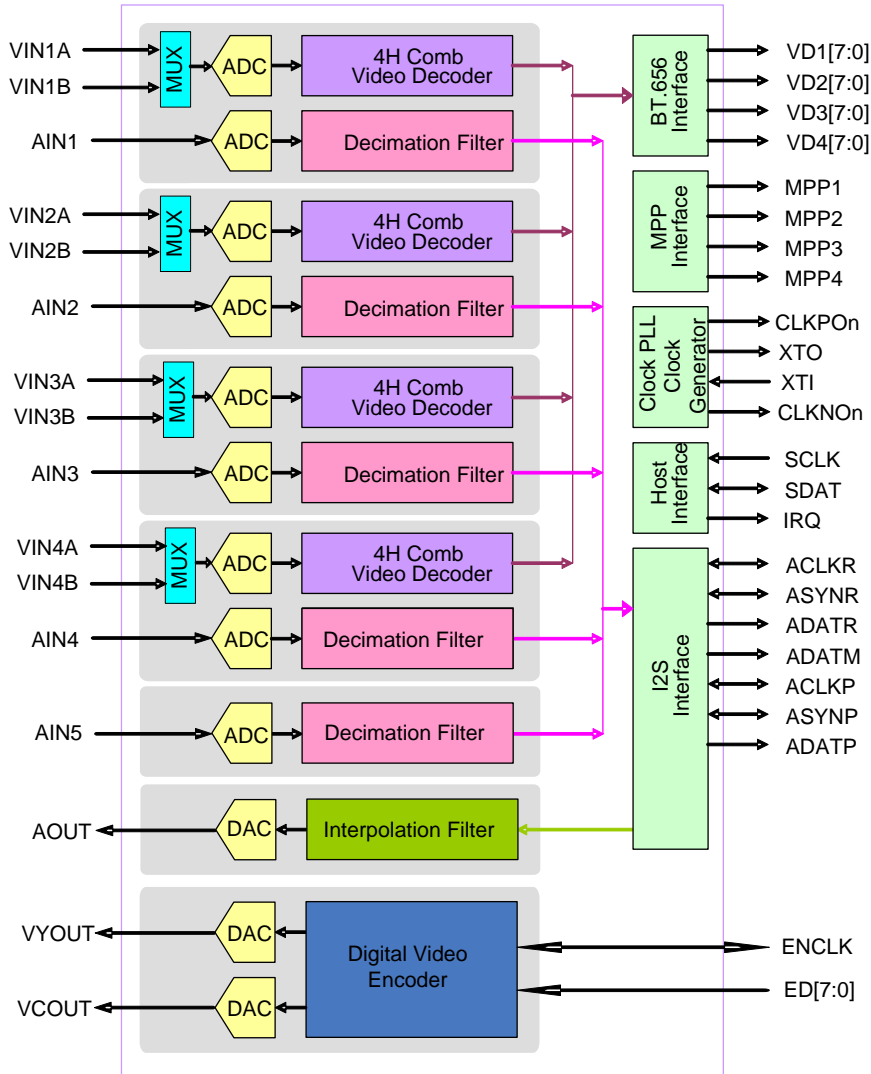 VIN1A
VIN1B
MUX
ADC
4H Comb
Video Decoder
AIN1
ADC
Decimation Filter
VIN2A
VIN2B
MUX
ADC
4H Comb
Video Decoder
AIN2
ADC
Decimation Filter
VIN3A
VIN3B
MUX
ADC
4H Comb
Video Decoder
AIN3
ADC
Decimation Filter
VIN4A
VIN4B
MUX
ADC
4H Comb
Video Decoder
AIN4
ADC
Decimation Filter
AIN5
ADC
Decimation Filter
AOUT
DAC
Interpolation Filter
VYOUT
DAC
VCOUT
DAC
Digital Video
Encoder
BT.656
Interface
VD1[7:0]
VD2[7:0]
VD3[7:0]
VD4[7:0]
MPP
Interface
MPP1
MPP2
MPP3
MPP4
Clock PLL
Clock
Generator
CLKPOn
XTO
XTI
CLKNOn
Host
Interface
SCLK
SDAT
IRQ
I2S
Interface
ACLKR
ASYNR
ADATR
ADATM
ACLKP
ASYNP
ADATP
ENCLK
ED[7:0]